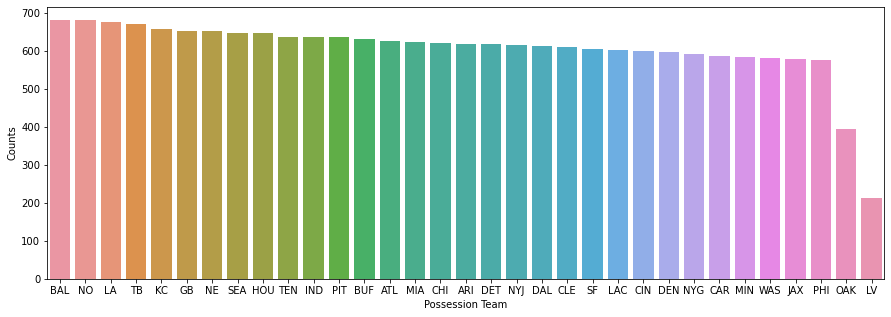 700
600
500
400
300
200
100
0
Counts
BAL NO LA TB KC GB NE SEA HOU TEN IND PIT BUF ATL MIA CHI ARI DET NYJ DAL CLE SF LAC CIN DEN NYG CAR MIN WAS JAX PHI OAK LV
Possession Team